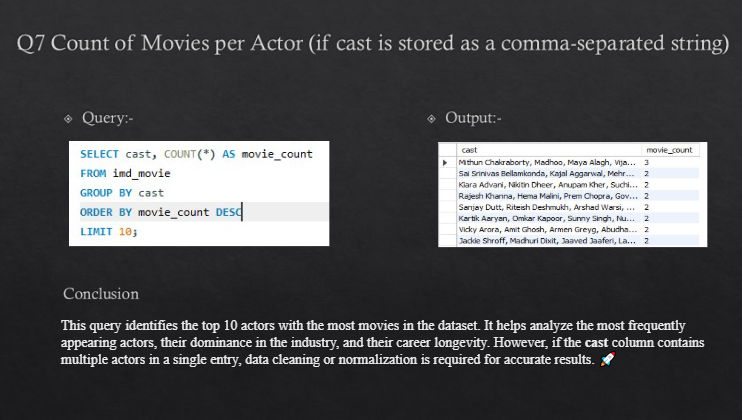 Q7 Count of Movies per Actor (if cast is stored as a comma-separated string)
Query:-
SELECT cast, COUNT(*) AS movie_count
FROM imd_movie
GROUP BY cast
ORDER BY movie_count DESC
LIMIT 10;
Output:-
cast movie_count
Mithun Chakraborty, Madhoo, Maya Alagh, Vija... 3
Sai Srinivas Bellamkonda, Kajal Aggarwal, Mehr... 2
Kiara Advani, Nikitin Dheer, Anupam Kher, Suchi... 2
Rajesh Khanna, Hema Malini, Prem Chopra, Gov... 2
Sanjay Dutt, Riteish Deshmukh, Arshad Warsi, ... 2
Kartik Aaryan, Omkar Kapoor, Sunny Singh, Nu... 2
Vicky Arora, Amit Ghosh, Armen Greyg, Abudha... 2
Jackie Shroff, Madhuri Dixit, Jaaved Jaaferi, La... 2
Conclusion
This query identifies the top 10 actors with the most movies in the dataset. It helps analyze the most frequently
appearing actors, their dominance in the industry, and their career longevity. However, if the cast column contains
multiple actors in a single entry, data cleaning or normalization is required for accurate results. 🚀